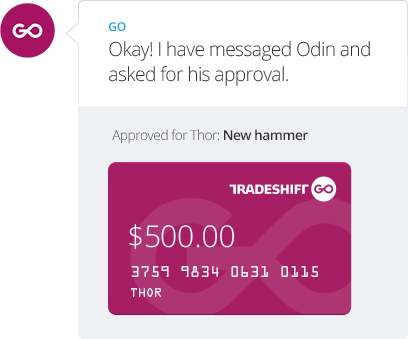 GO
GO
Okay! I have messaged Odin and
asked for his approval.
Approved for Thor: New hammer
TRADESHIFT GO
$500.00
3759 9834 0631 0115
THOR